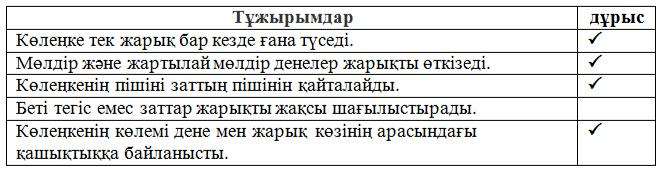 Тұжырымдар дұрыс
Көлеңке тек жарық бар кезде ғана түседі. ✓
Мөлдір және жартылай мөлдір денелер жарықты өткізеді. ✓
Көлеңкенің пішіні заттың пішінін қайталайды. ✓
Беті тегіс емес заттар жарықты жақсы шағылыстырады.
Көлеңкенің көлемі дене мен жарық көзінің арасындағы ✓
қашықтыққа байланысты.